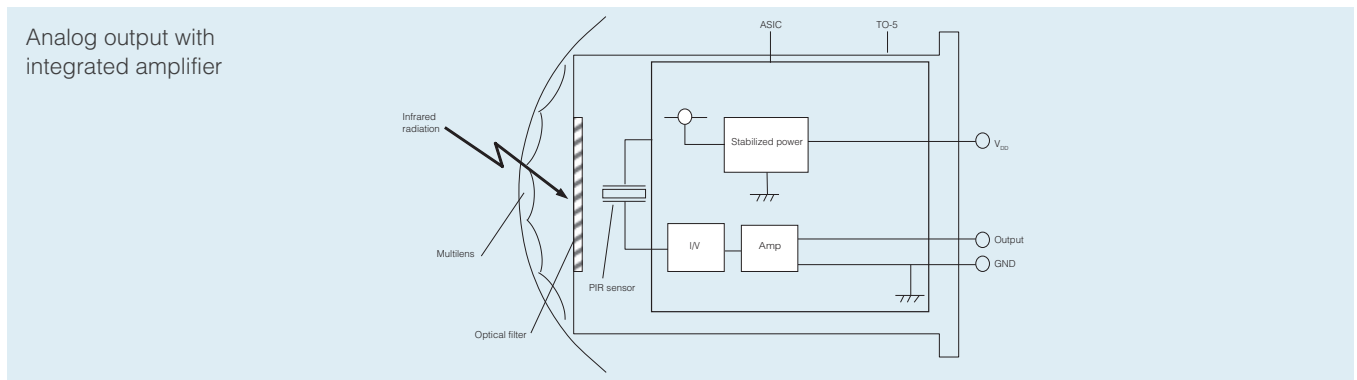 Analog output with
integrated amplifier
ASIC
TO-5
Infrared
radiation
Stabilized power
V_DD
Multilens
I/V
Amp
Output
GND
PIR sensor
Optical filter